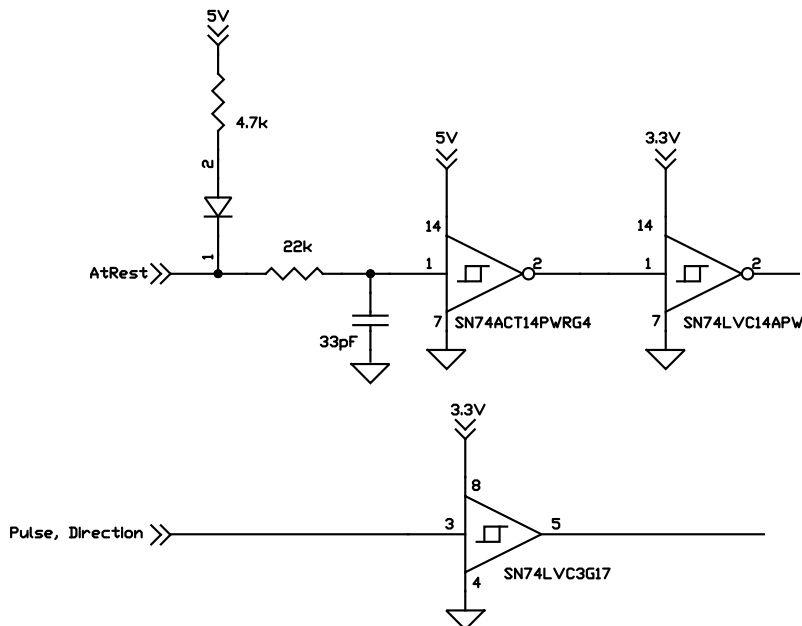 5V
4.7k
2
1
AtRest
22k
33pF
5V
14
1
2
7
SN74ACT14PWRG4
3.3V
14
1
2
7
SN74LVC14APW
3.3V
8
Pulse, Direction
3
5
4
SN74LVC3G17